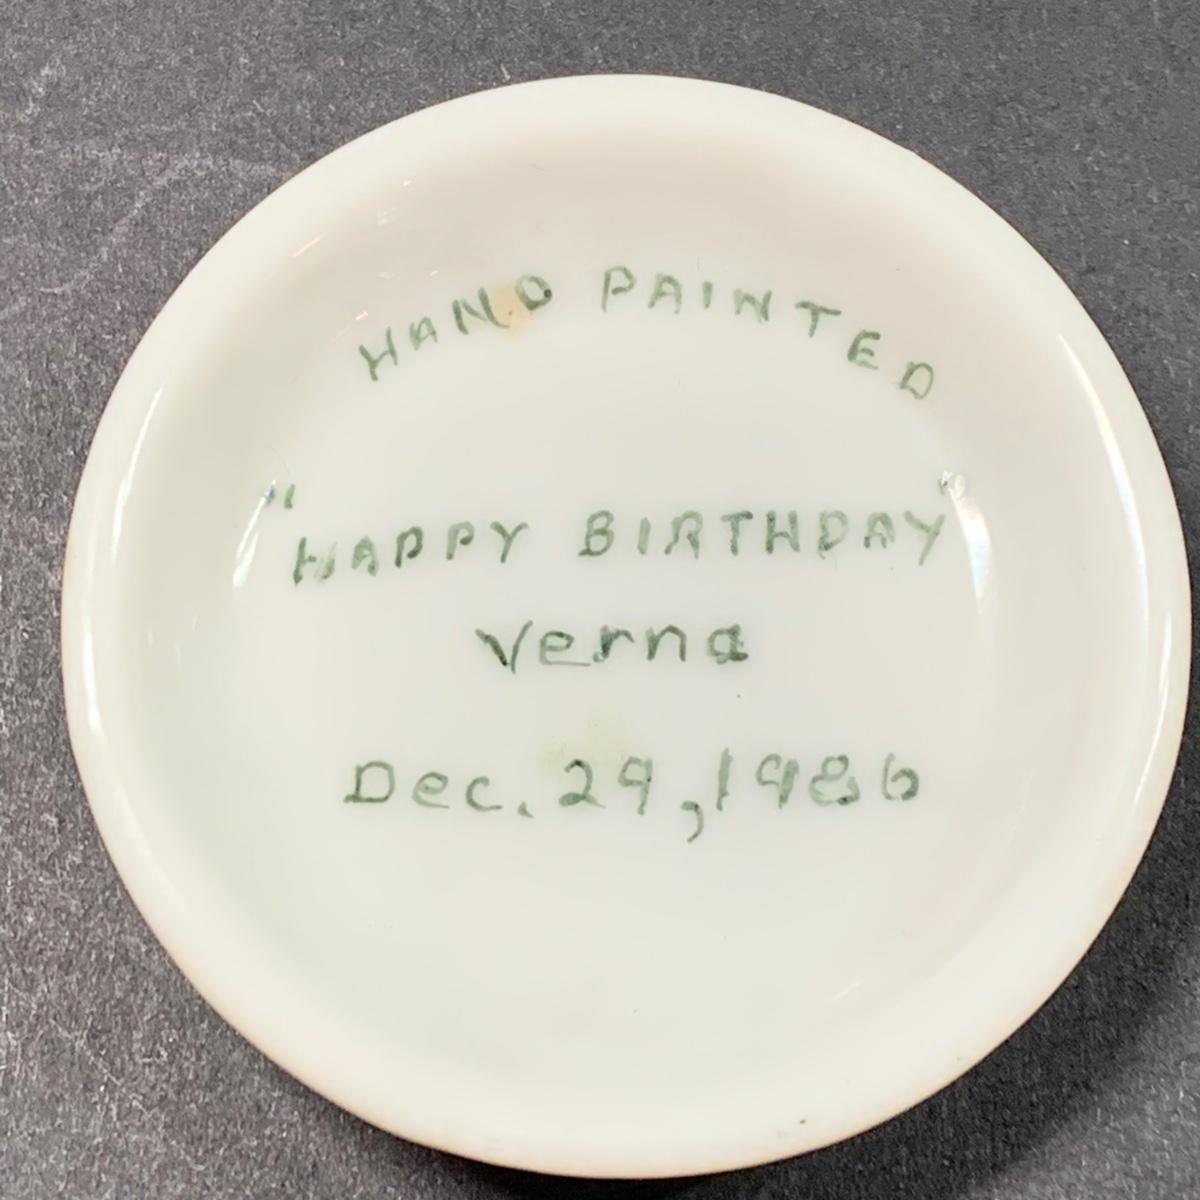 HAND PAINTED
"HAPPY BIRTHDAY"
Verna
Dec. 29, 1986